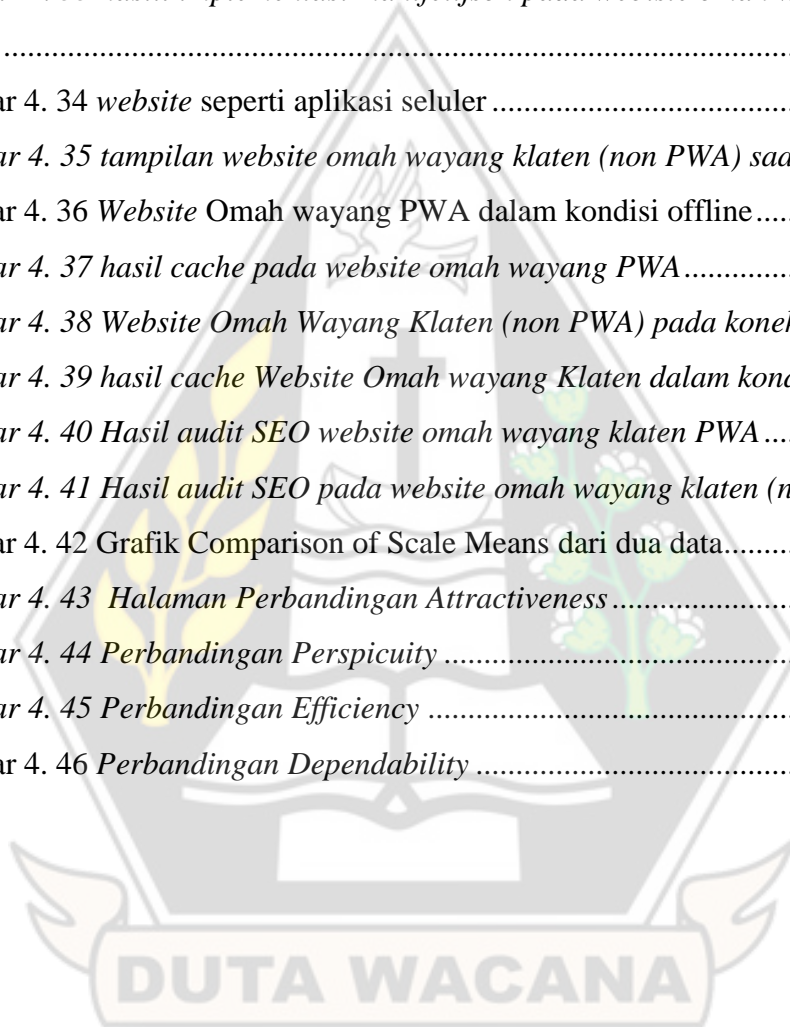 .......................................................................................................
ar 4. 34 website seperti aplikasi seluler.......................................
ar 4. 35 tampilan website omah wayang klaten (non PWA) saa
ar 4. 36 Website Omah wayang PWA dalam kondisi offline.....
ar 4. 37 hasil cache pada website omah wayang PWA..............
ar 4. 38 Website Omah Wayang Klaten (non PWA) pada konek
ar 4. 39 hasil cache Website Omah wayang Klaten dalam kond
ar 4. 40 Hasil audit SEO website omah wayang klaten PWA....
ar 4. 41 Hasil audit SEO pada website omah wayang klaten (n
ar 4. 42 Grafik Comparison of Scale Means dari dua data.........
ar 4. 43 Halaman Perbandingan Attractiveness.......................
ar 4. 44 Perbandingan Perspicuity............................................
ar 4. 45 Perbandingan Efficiency..............................................
ar 4. 46 Perbandingan Dependability........................................
DUTA WACANA